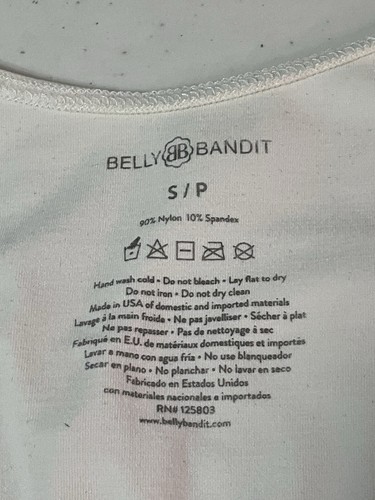 BELLY BB BANDIT
S / P
90% Nylon 10% Spandex
Hand wash cold • Do not bleach • Lay flat to dry
Do not iron • Do not dry clean
Made in USA of domestic and imported materials
Lavage à la main froide • Ne pas javelliser • Sécher à plat
Ne pas repasser • Pas de nettoyage à sec
Fabriqué en E.U. de matériaux domestiques et importés
Lavar a mano con agua fría • No use blanqueador
Secar en plano • No planchar • No lavar en seco
Fabricado en Estados Unidos
con materiales nacionales e importados
RN# 125803
www.bellybandit.com